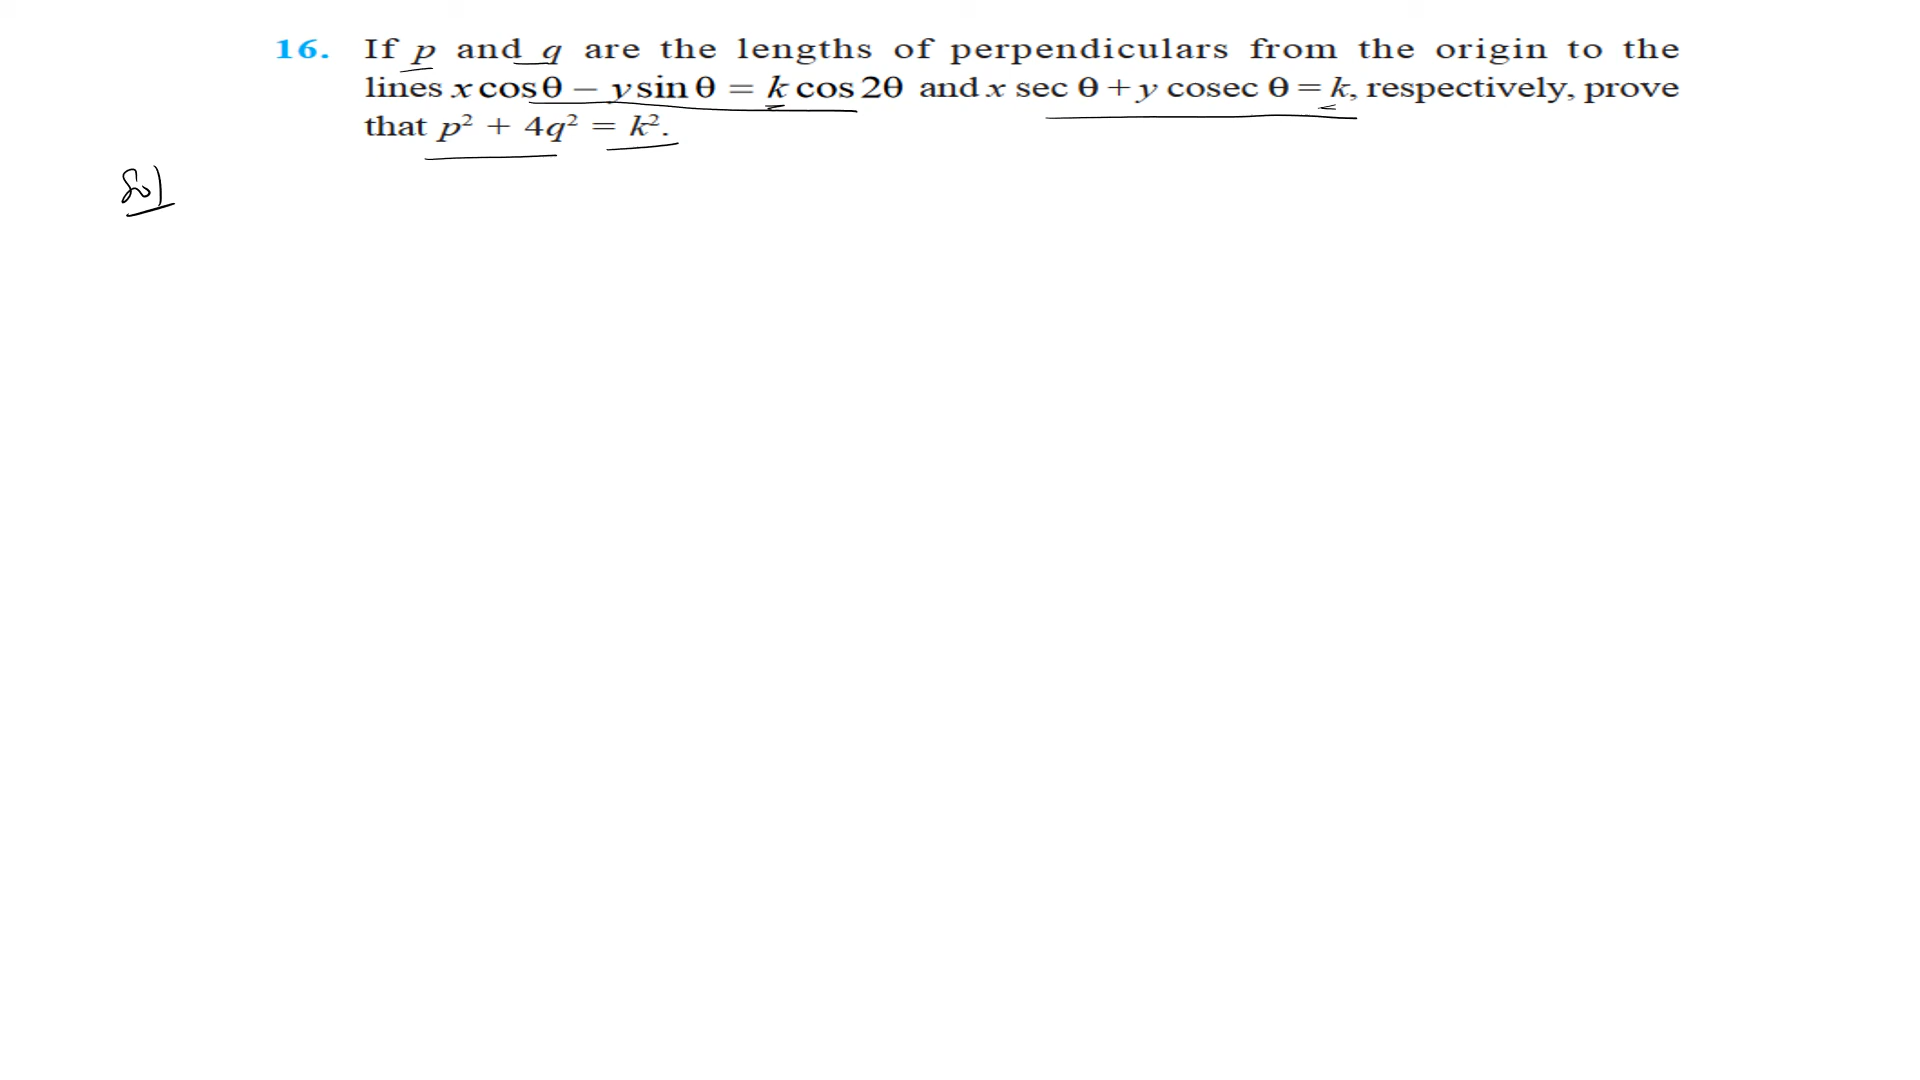 16. If p and q are the lengths of perpendiculars from the origin to the
lines x cos θ − y sin θ = k cos 2θ and x sec θ + y cosec θ = k, respectively, prove
that p² + 4q² = k².
Sol